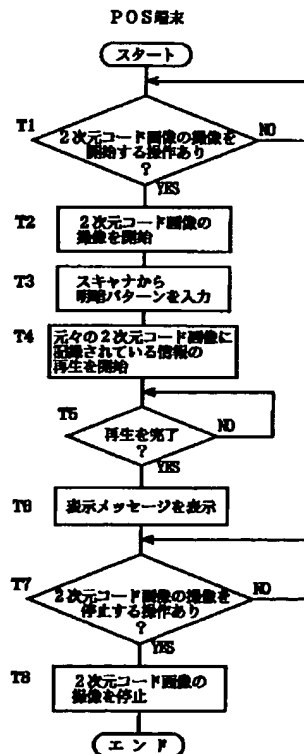 POS端末
スタート
T1
2次元コード画像の撮像を
開始する操作あり
?
NO
YES
T2
2次元コード画像の
撮像を開始
T3
スキャナから
明暗パターンを入力
T4
元々の2次元コード画像に
記録されている情報の
再生を開始
T5
再生を完了
?
NO
YES
T6
表示メッセージを表示
T7
2次元コード画像の撮像を
停止する操作あり
?
NO
YES
T8
2次元コード画像の
撮像を停止
エンド